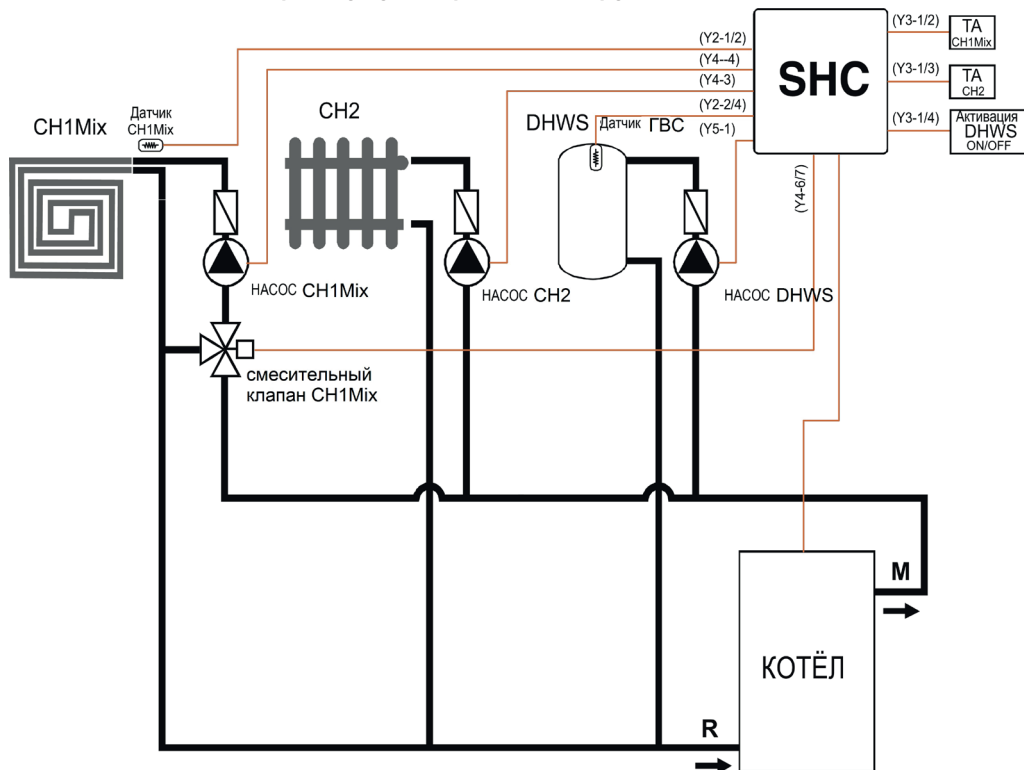 (Y2-1/2)
(Y4--4)
(Y4-3)
(Y2-2/4)
(Y5-1)
SHC
(Y3-1/2)
TA
CH1Mix
(Y3-1/3)
TA
CH2
(Y3-1/4)
Активация
DHWS
ON/OFF
(Y4-6/7)
CH1Mix
Датчик
CH1Mix
CH2
DHWS
Датчик ГВС
НАСОС CH1Mix
НАСОС CH2
НАСОС DHWS
смесительный
клапан CH1Mix
M
КОТЁЛ
R